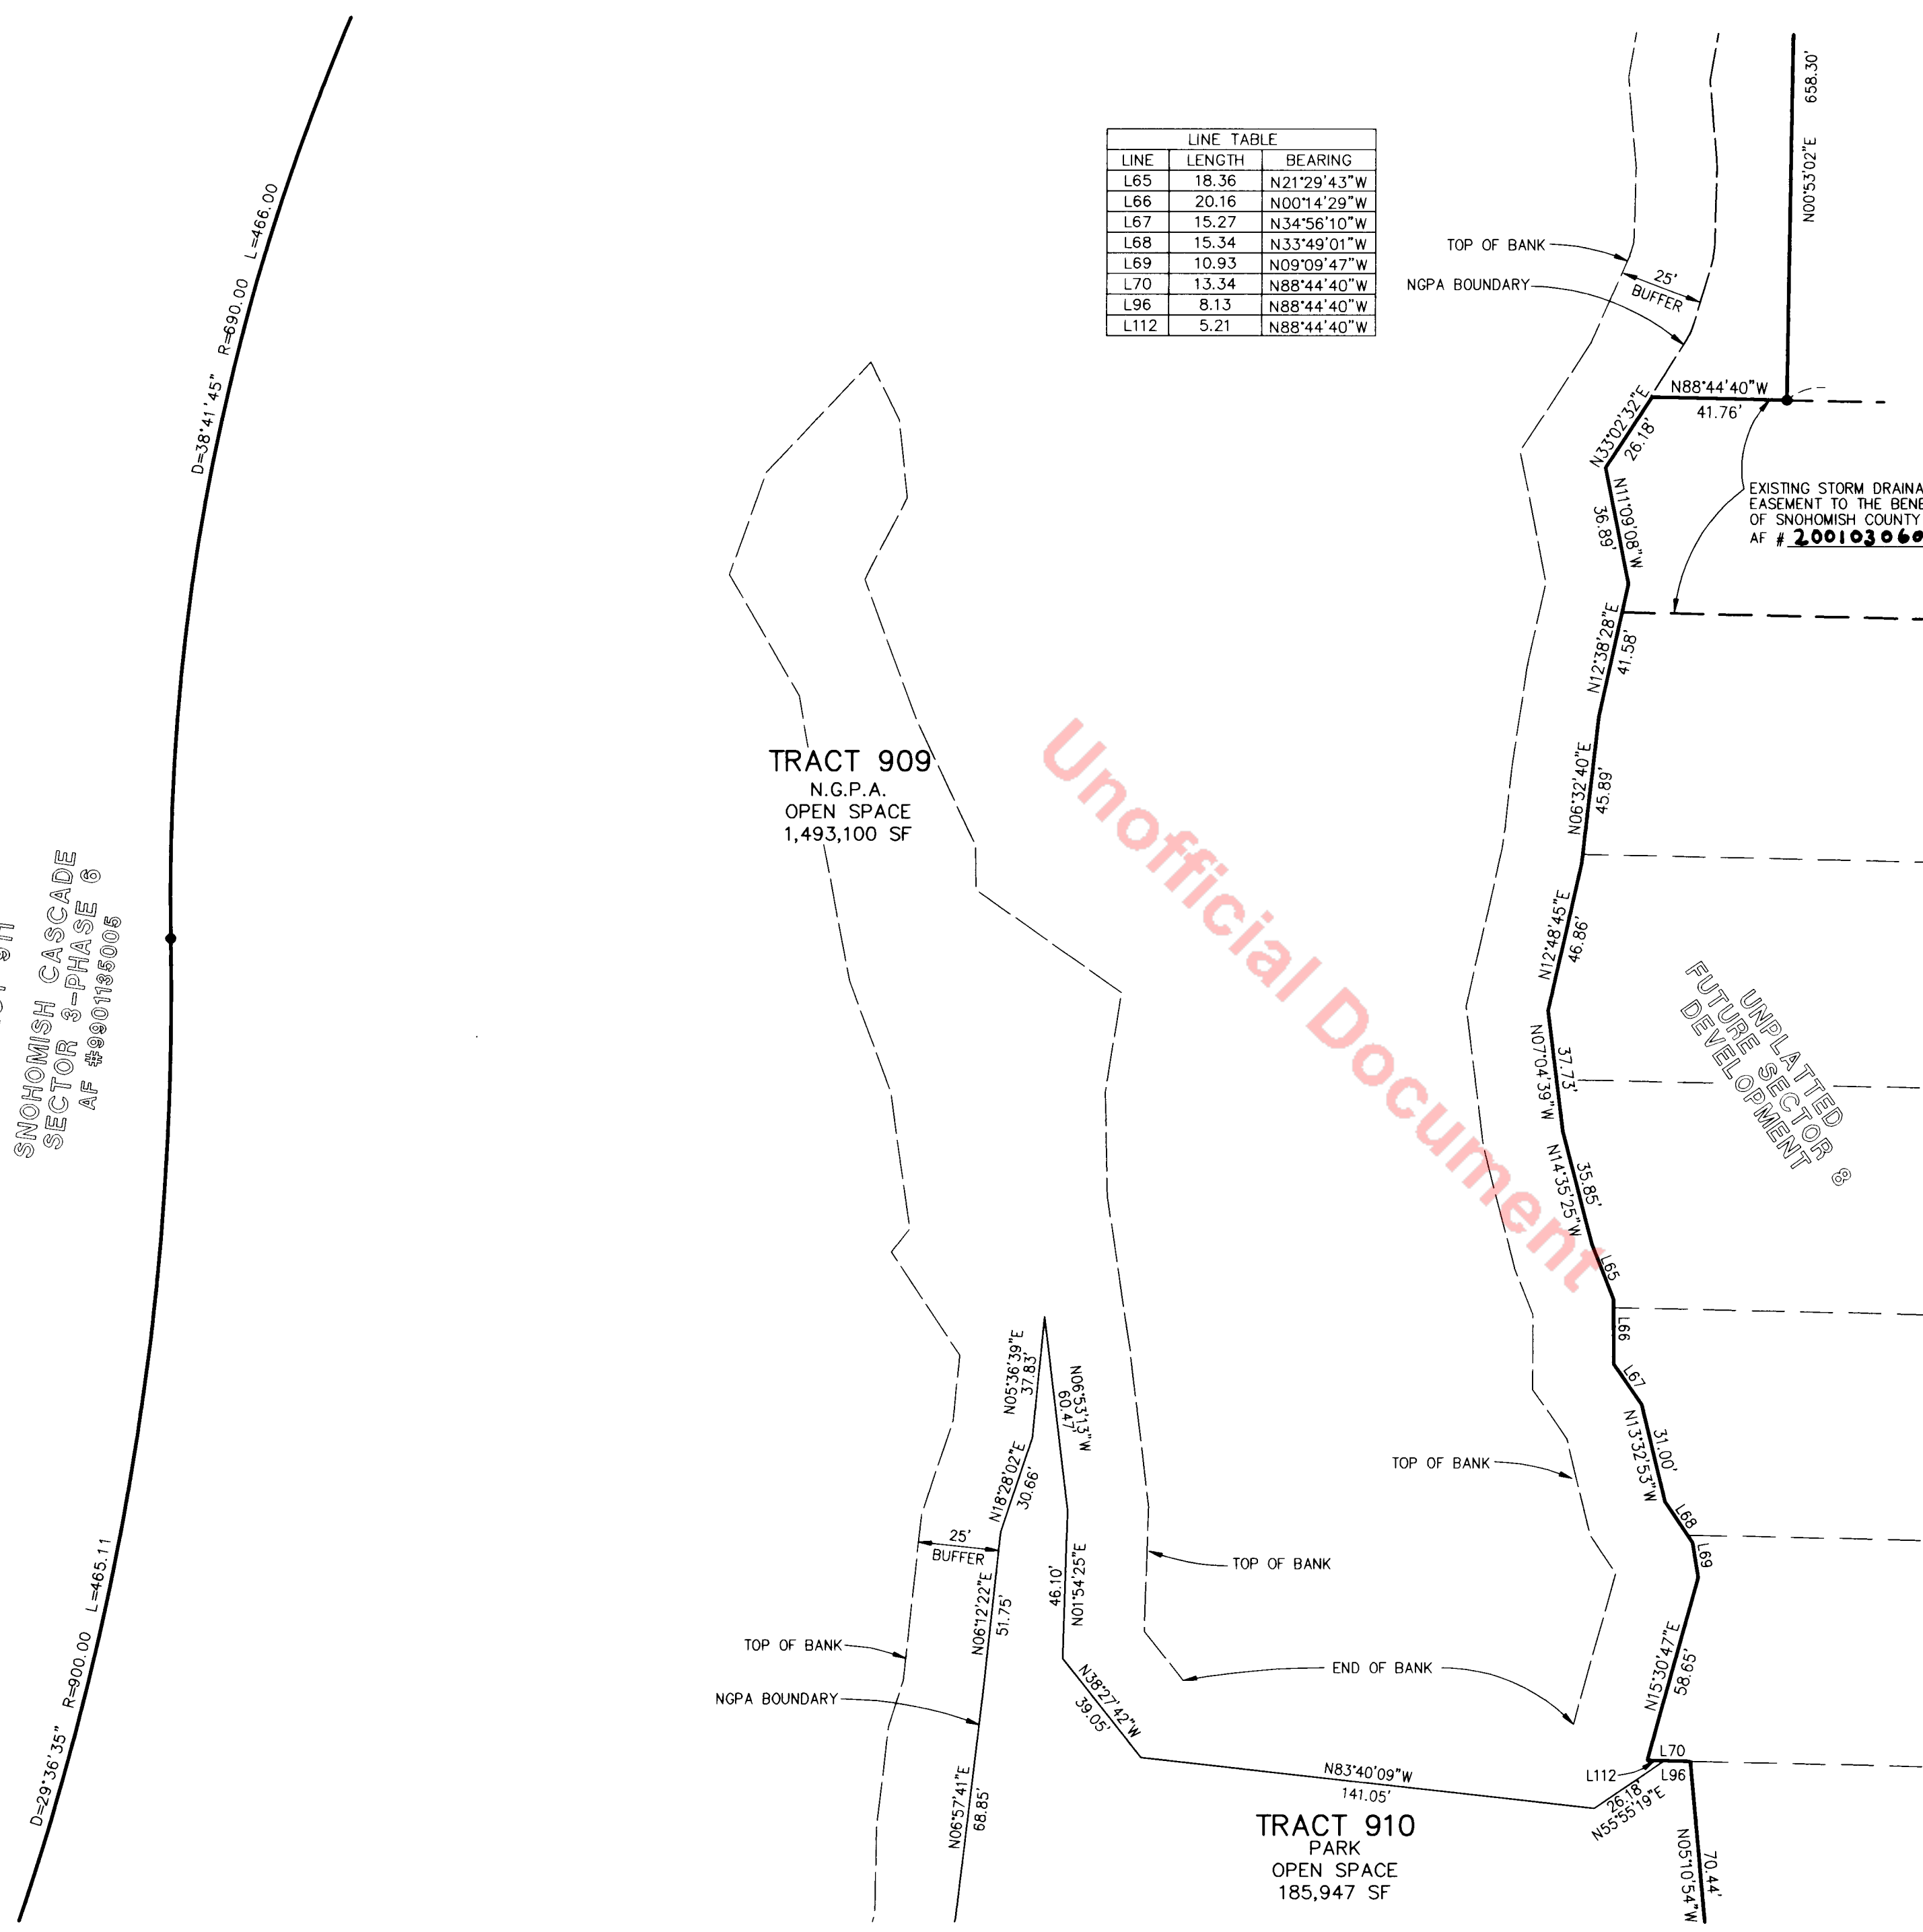 LINE TABLE
LINE LENGTH BEARING
L65 18.36 N21°29'43"W
L66 20.16 N00°14'29"W
L67 15.27 N34°56'10"W
L68 15.34 N33°49'01"W
L69 10.93 N09°09'47"W
L70 13.34 N88°44'40"W
L96 8.13 N88°44'40"W
L112 5.21 N88°44'40"W
D=38°41'45" R=690.00 L=466.00
D=29°36'35" R=900.00 L=465.11
SNOHOMISH CASCADE
SECTOR 3-PHASE 6
AF #9901135005
TOP OF BANK
NGPA BOUNDARY
25'
BUFFER
N00°53'02"E 658.30'
N88°44'40"W
41.76'
N33°02'32"E
26.18'
N11°09'08"W
36.89'
EXISTING STORM DRAINA
EASEMENT TO THE BENE
OF SNOHOMISH COUNTY
AF # 200103060
N12°38'28"E
41.58'
N06°32'40"E
45.89'
N12°48'45"E
46.86'
N07°04'39"W
37.73'
N14°35'25"W
35.85'
L65
L66
L67
N13°32'53"W
31.00'
L68
L69
N15°30'47"E
58.65'
L70
L112
L96
26.18'
N55°55'19"E
N05°10'54"W
70.44'
UNPLATTED
FUTURE SECTOR 8
DEVELOPMENT
TRACT 909
N.G.P.A.
OPEN SPACE
1,493,100 SF
Unofficial Document
N05°36'39"E
37.83'
N06°53'13"W
60.47'
N18°28'02"E
30.66'
25'
BUFFER
N06°12'22"E
51.75'
46.10'
N01°54'25"E
TOP OF BANK
TOP OF BANK
TOP OF BANK
NGPA BOUNDARY
END OF BANK
N38°27'42"W
39.05'
N06°57'41"E
68.85'
N83°40'09"W
141.05'
TRACT 910
PARK
OPEN SPACE
185,947 SF